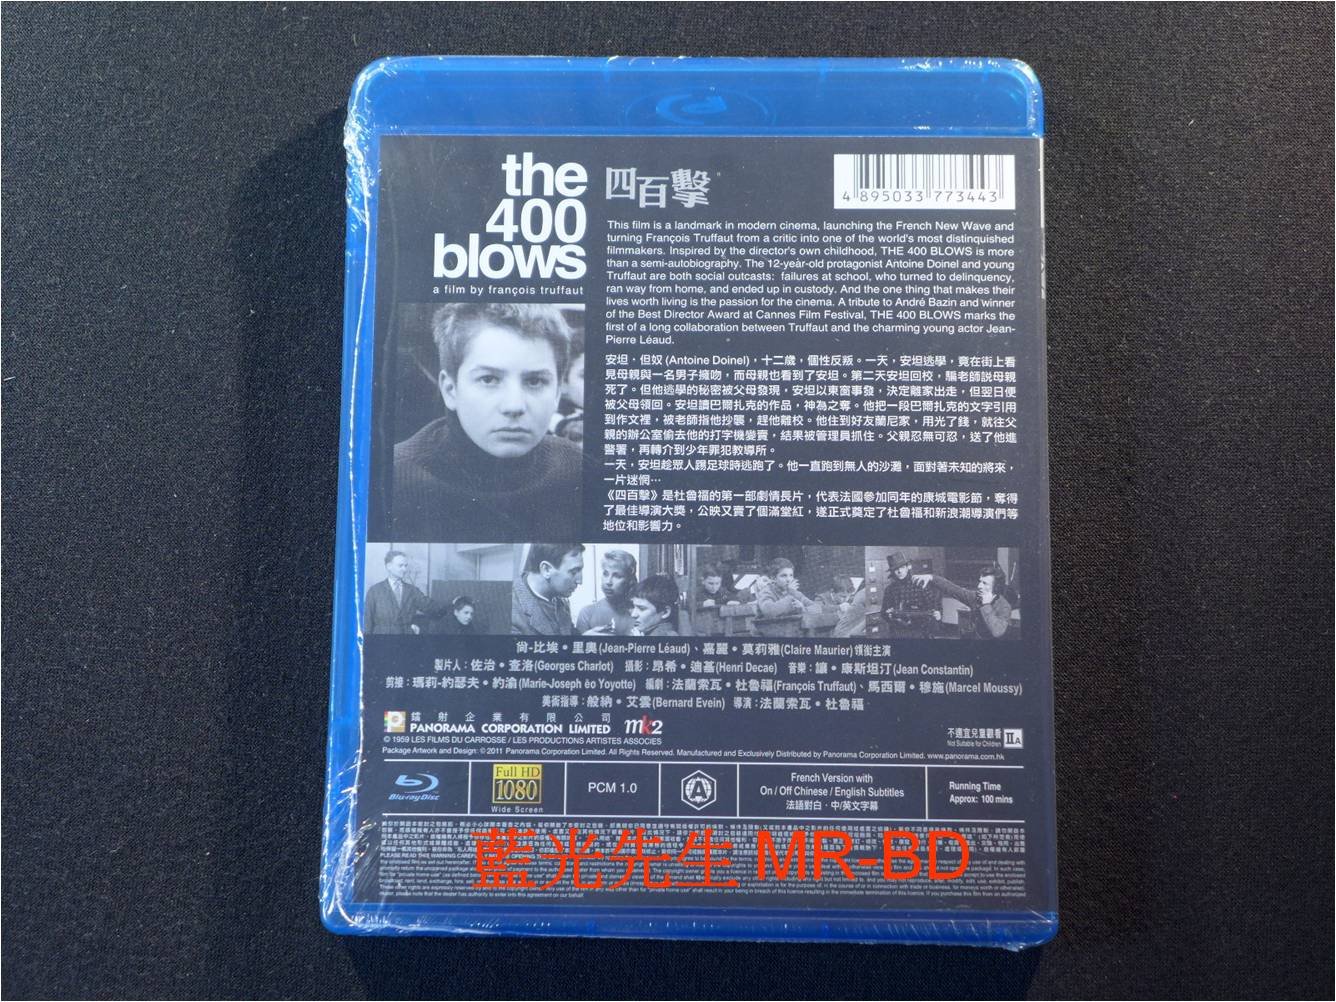 the
400
blows
a film by françois truffaut
四百擊
4 895033 773443
This film is a landmark in modern cinema, launching the French New Wave and
turning François Truffaut from a critic into one of the world's most distinquished
filmmakers. Inspired by the director's own childhood, THE 400 BLOWS is more
than a semi-autobiography. The 12-year-old protagonist Antoine Doinel and young
Truffaut are both social outcasts: failures at school, who turned to delinquency,
ran way from home, and ended up in custody. And the one thing that makes their
lives worth living is the passion for the cinema. A tribute to André Bazin and winner
of the Best Director Award at Cannes Film Festival, THE 400 BLOWS marks the
first of a long collaboration between Truffaut and the charming young actor Jean-
Pierre Léaud.
安坦．但奴 (Antoine Doinel)，十二歲，個性反叛。一天，安坦逃學，竟在街上看
見母親與一名男子擁吻，而母親也看到了安坦。第二天安坦回校，騙老師說母親
死了。但他逃學的秘密被父母發現，安坦以東窗事發，決定離家出走，但翌日便
被父母領回。安坦讀巴爾扎克的作品，神為之奪。他把一段巴爾扎克的文字引用
到作文裡，被老師指他抄襲，趕他離校。他住到好友蘭尼家，用光了錢，就往父
親的辦公室偷去他的打字機變賣，結果被管理員抓住。父親忍無可忍，送了他進
警署，再轉介到少年罪犯教導所。
一天，安坦趁眾人踢足球時逃跑了。他一直跑到無人的沙灘，面對著未知的將來，
一片迷惘…
《四百擊》是杜魯福的第一部劇情長片，代表法國參加同年的康城電影節，奪得
了最佳導演大獎，公映又賣了個滿堂紅，遂正式奠定了杜魯福和新浪潮導演們等
地位和影響力。
尚-比埃•里奧(Jean-Pierre Léaud)、嘉麗•莫莉雅(Claire Maurier)領銜主演
製片人：佐治•查洛(Georges Charlot) 攝影：昂希•迪基(Henri Decae) 音樂：讓•康斯坦汀(Jean Constantin)
剪接：瑪莉-約瑟夫•約渝(Marie-Joseph èo Yoyotte) 編劇：法蘭索瓦•杜魯福(François Truffaut)、馬西爾•穆施(Marcel Moussy)
美術指導：般納•艾雲(Bernard Evein) 導演：法蘭索瓦•杜魯福
鐳射企業有限公司
PANORAMA CORPORATION LIMITED mk2
© 1959 LES FILMS DU CARROSSE / LES PRODUCTIONS ARTISTES ASSOCIES
Package Artwork and Design: © 2011 Panorama Corporation Limited. All Rights Reserved. Manufactured and Exclusively Distributed by Panorama Corporation Limited. www.panorama.com.hk
不適宜兒童觀看
Not Suitable for Children
IIA
Blu-ray Disc
Full HD
1080
Wide Screen
PCM 1.0
A
French Version with
On / Off Chinese / English Subtitles
法語對白．中/英文字幕
Running Time
Approx: 100 mins
藍光先生 MR-BD